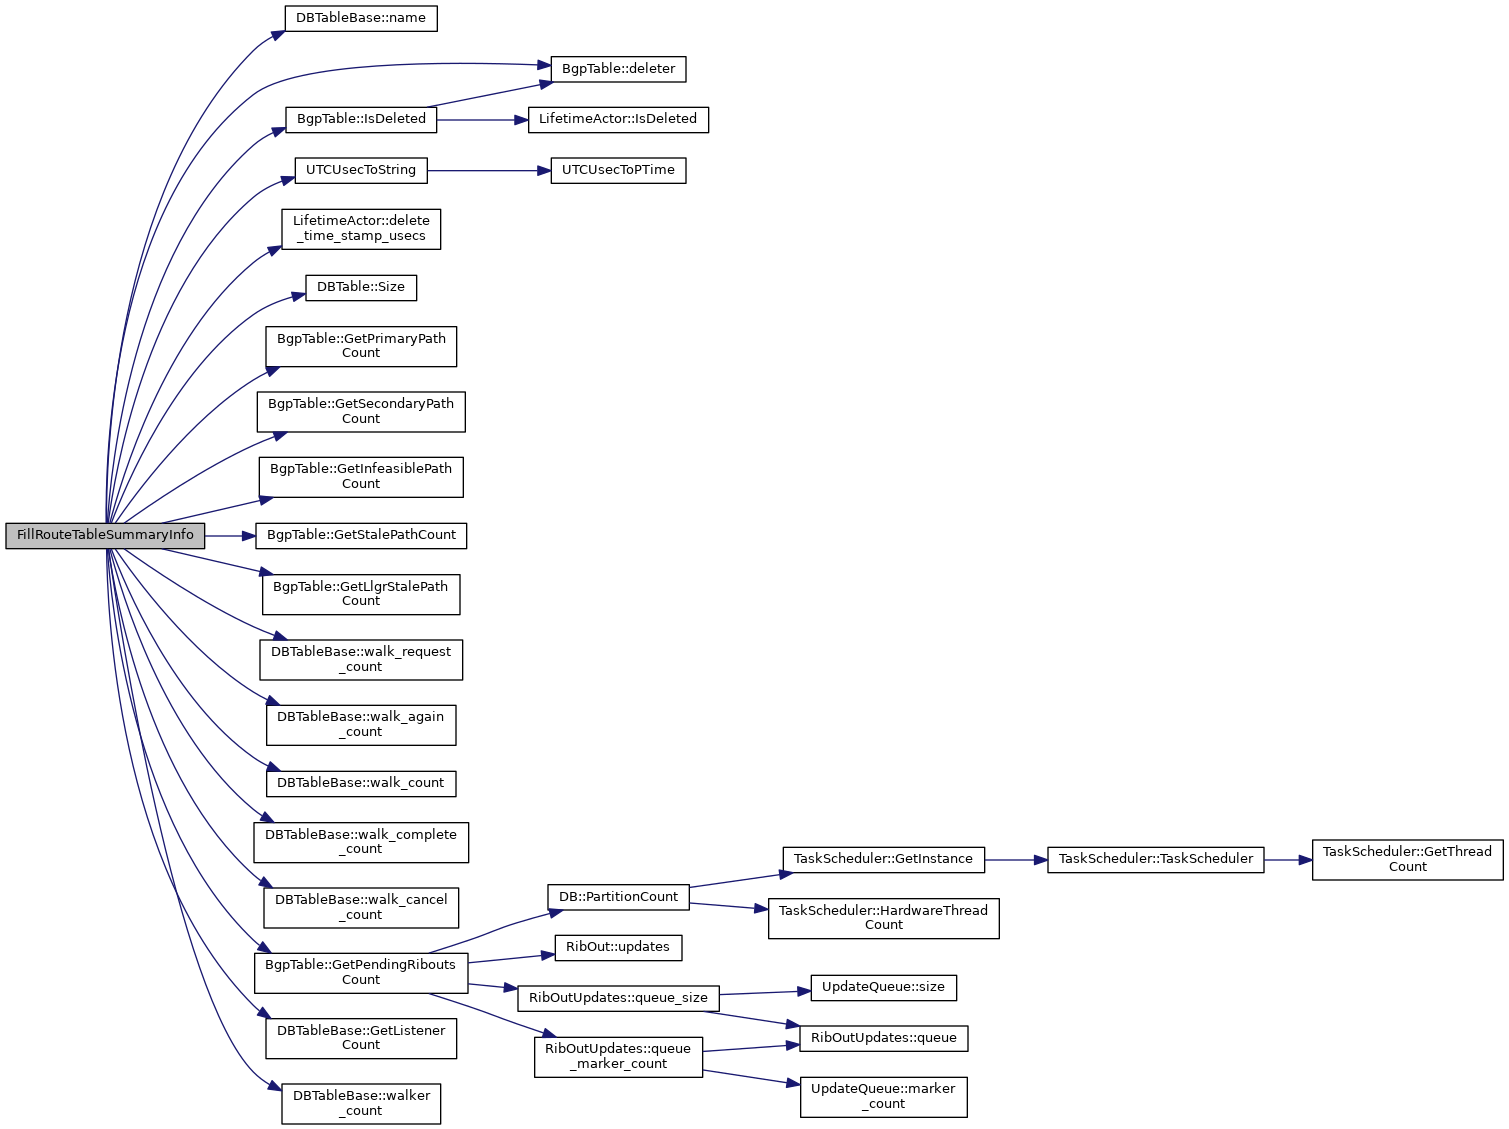 DBTableBase::name
BgpTable::deleter
BgpTable::IsDeleted
LifetimeActor::IsDeleted
UTCUsecToString
UTCUsecToPTime
LifetimeActor::delete
_time_stamp_usecs
DBTable::Size
BgpTable::GetPrimaryPath
Count
BgpTable::GetSecondaryPath
Count
BgpTable::GetInfeasiblePath
Count
FillRouteTableSummaryInfo
BgpTable::GetStalePathCount
BgpTable::GetLlgrStalePath
Count
DBTableBase::walk_request
_count
DBTableBase::walk_again
_count
DBTableBase::walk_count
DBTableBase::walk_complete
_count
DBTableBase::walk_cancel
_count
BgpTable::GetPendingRibouts
Count
DB::PartitionCount
TaskScheduler::GetInstance
TaskScheduler::TaskScheduler
TaskScheduler::GetThread
Count
TaskScheduler::HardwareThread
Count
RibOut::updates
RibOutUpdates::queue_size
UpdateQueue::size
RibOutUpdates::queue
RibOutUpdates::queue
_marker_count
UpdateQueue::marker
_count
DBTableBase::GetListener
Count
DBTableBase::walker
_count